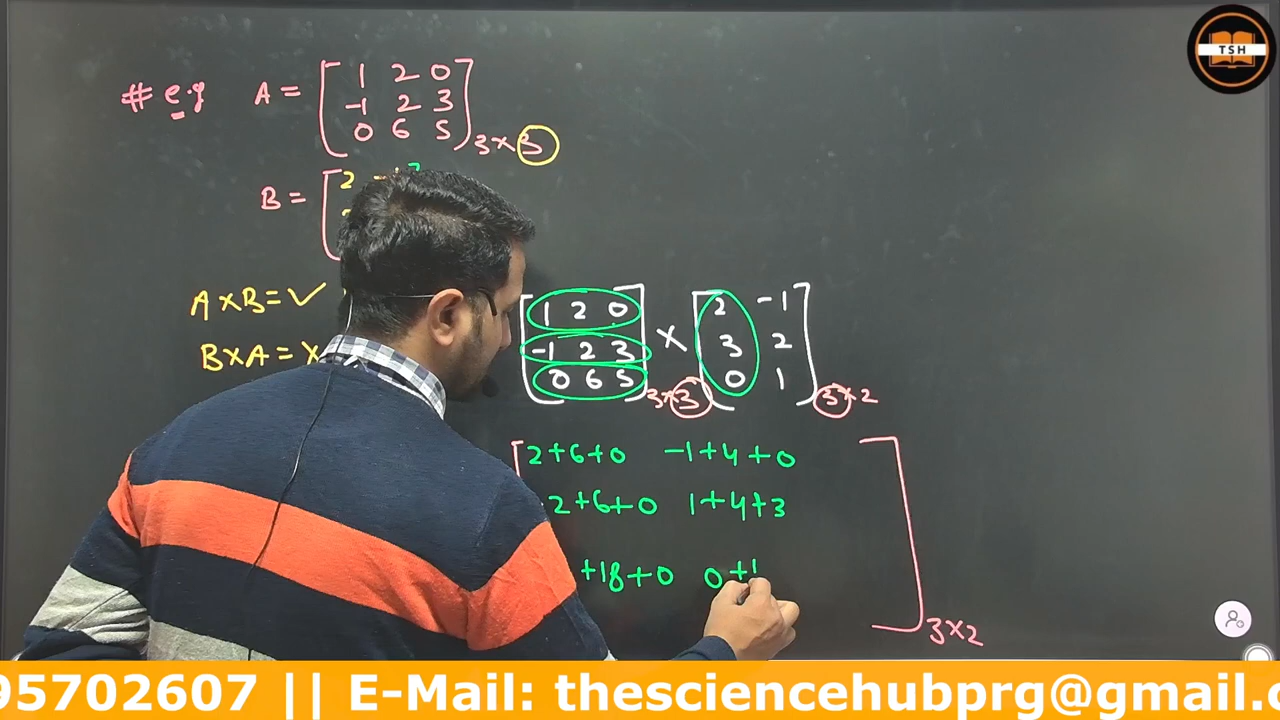 TSH
# e.g A = [ 1 2 0
-1 2 3
0 6 5 ] 3×3
B = [ 2
A×B = ✓
B×A = ×
[ 1 2 0
-1 2 3
0 6 5 ] 3×3 × [ 2 -1
3 2
0 1 ] 3×2
[ 2+6+0 -1+4+0
2+6+0 1+4+3
+18+0 0+1
] 3×2
95702607 || E-Mail: thesciencehubprg@gmail.c